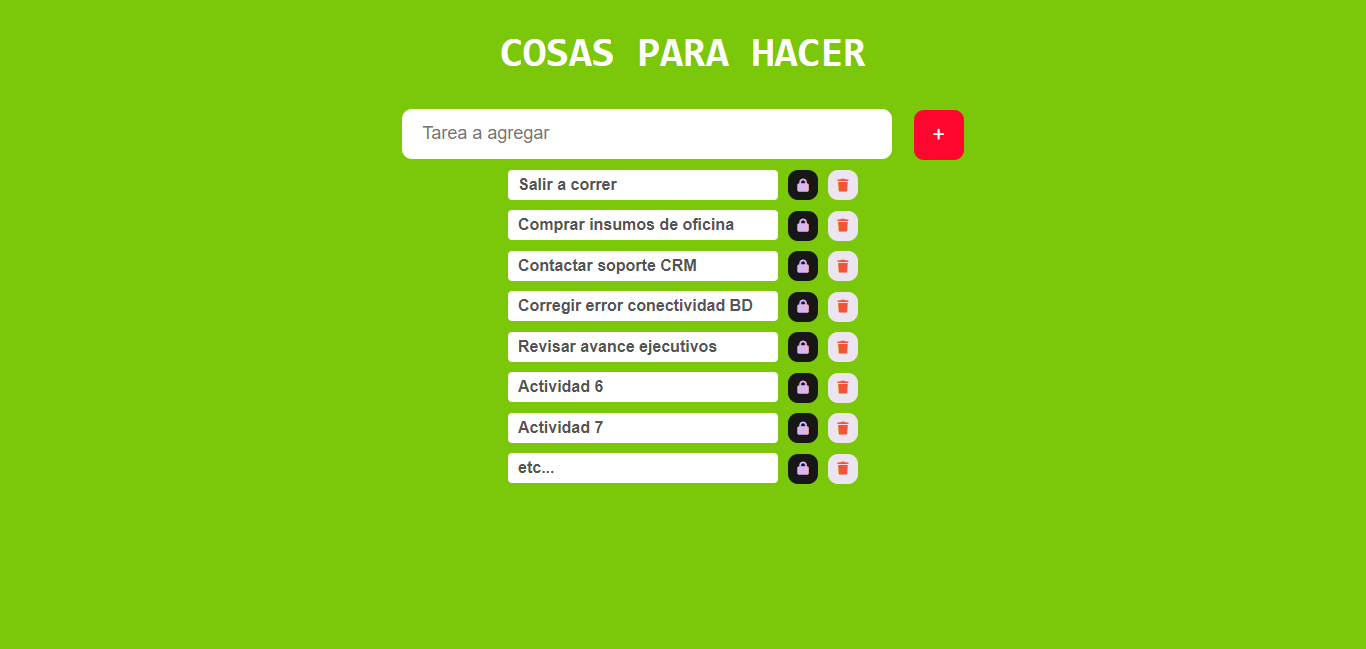 COSAS PARA HACER
Tarea a agregar
+
Salir a correr
Comprar insumos de oficina
Contactar soporte CRM
Corregir error conectividad BD
Revisar avance ejecutivos
Actividad 6
Actividad 7
etc...